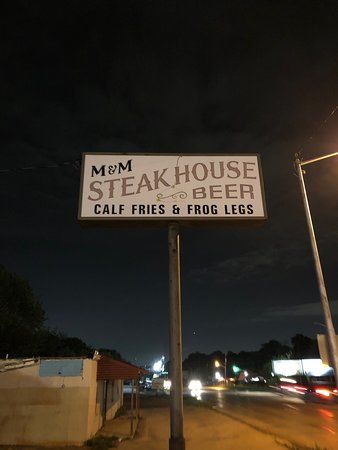 M&M
STEAKHOUSE
BEER
CALF FRIES & FROG LEGS